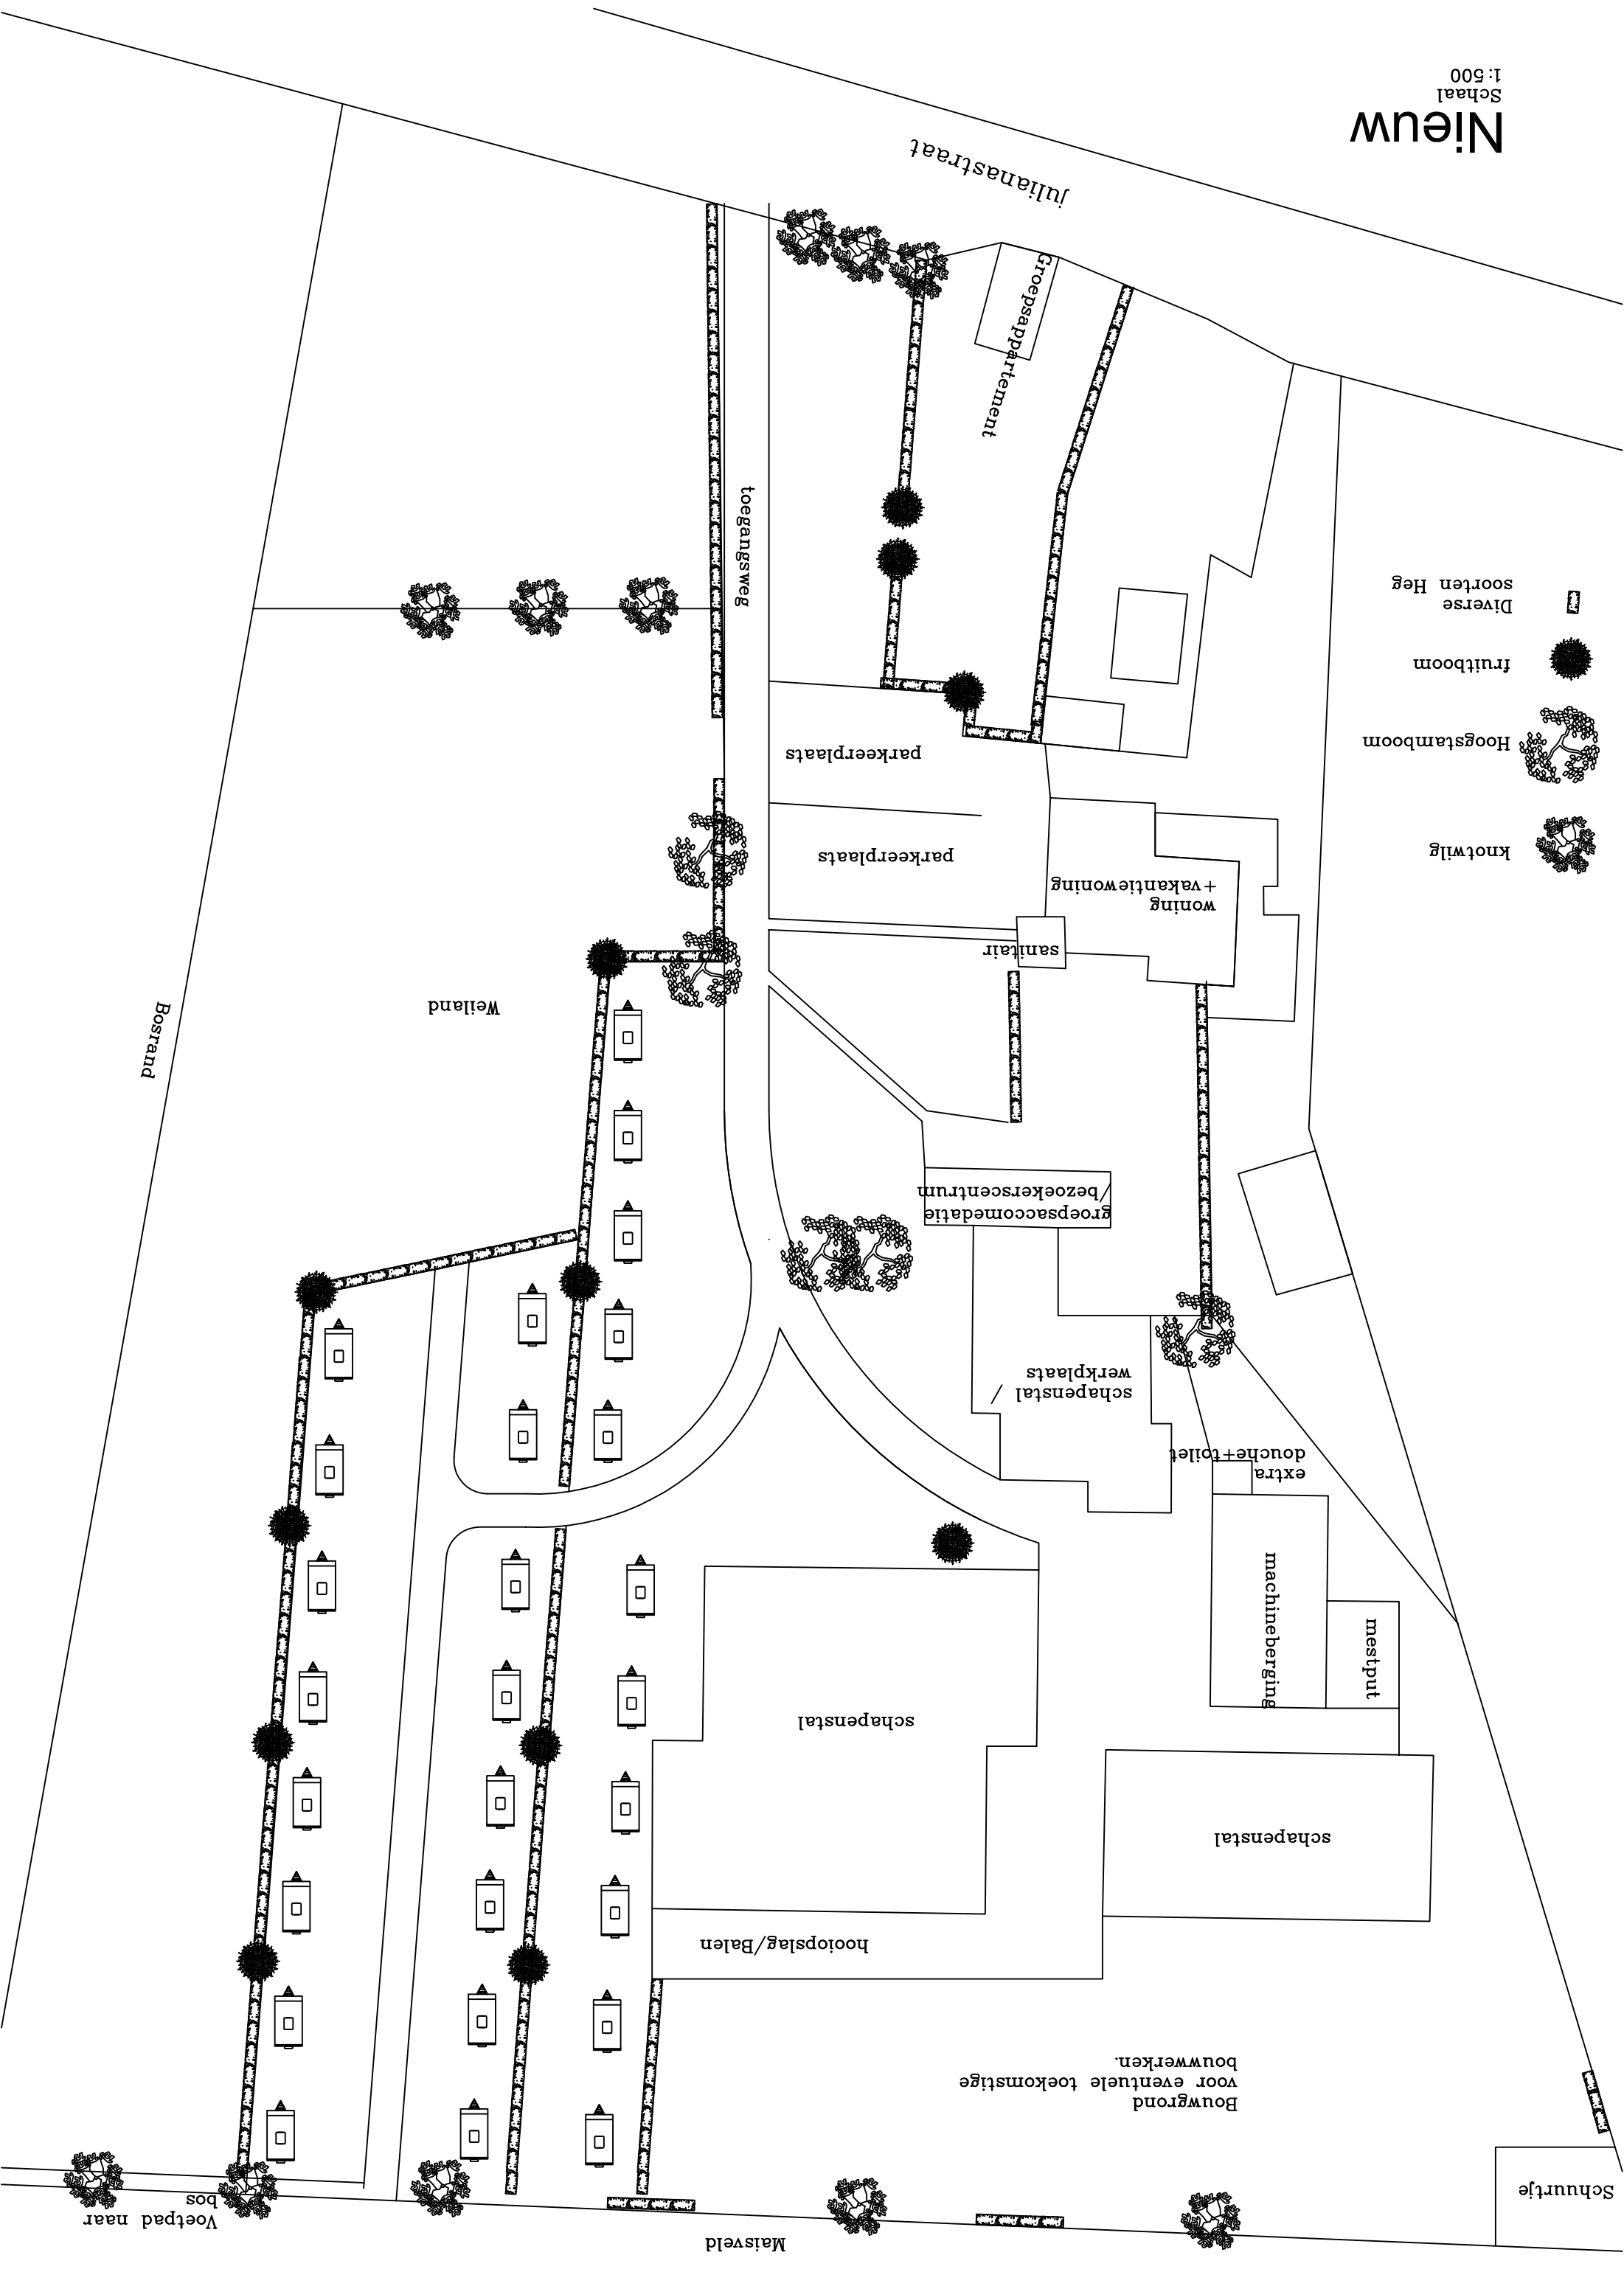 Nieuw
Schaal
1:500
julianastraat
Groepsappartement
toegangsweg
Diverse
soorten Heg
fruitboom
Hoogstamboom
knotwilg
parkeerplaats
parkeerplaats
woning
+vakantiewoning
sanitair
Weiland
Bosrand
groepsaccomedatie
/bezoekerscentrum
schapenstal /
werkplaats
extra
douche+toilet
machineberging
mestput
schapenstal
schapenstal
hooiopslag/Balen
Bouwgrond
voor eventuele toekomstige
bouwwerken.
Schuurtje
Voetpad naar
bos
Maisveld